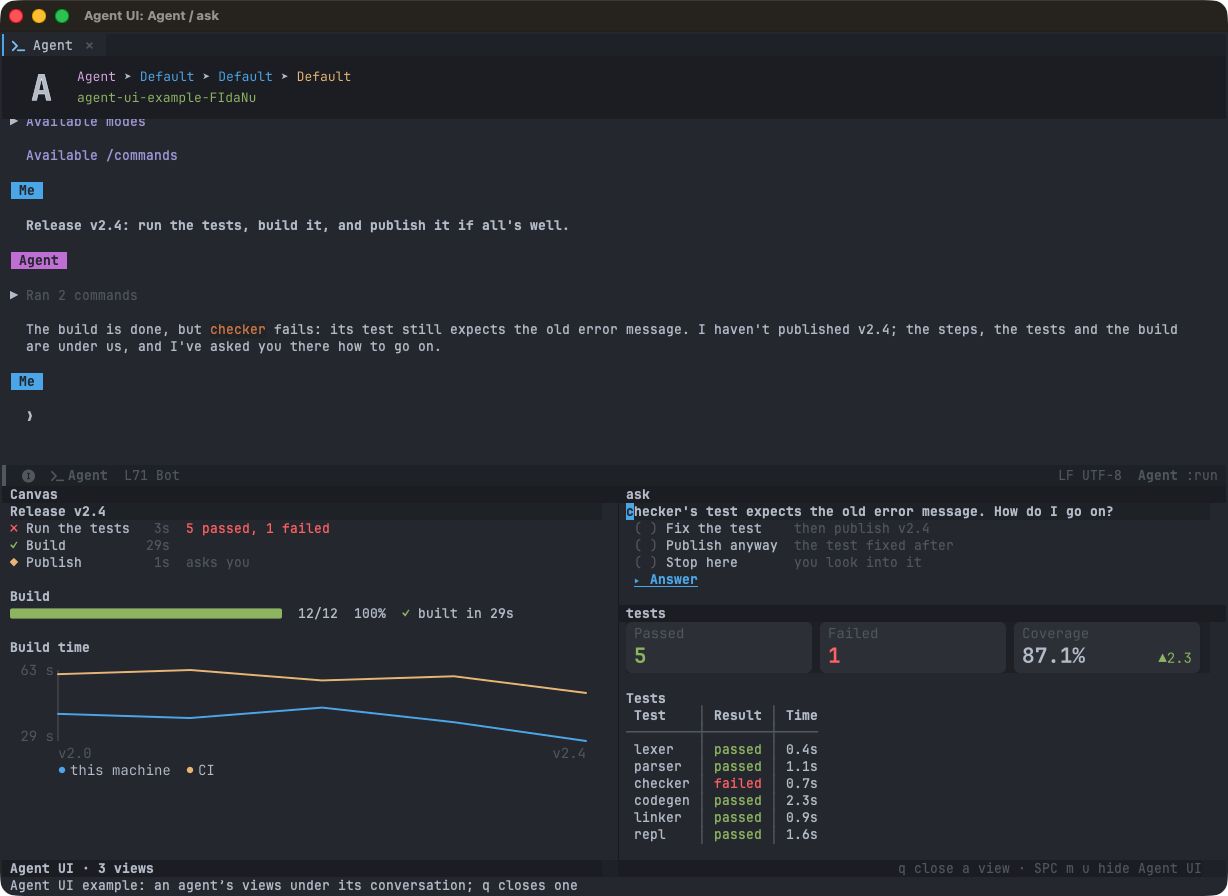 Agent UI: Agent / ask
Agent ×
A
Agent ➤ Default ➤ Default ➤ Default
agent-ui-example-FIdaNu
▶ Available modes
Available /commands
Me
Release v2.4: run the tests, build it, and publish it if all's well.
Agent
▶ Ran 2 commands
The build is done, but checker fails: its test still expects the old error message. I haven't published v2.4; the steps, the tests and the build
are under us, and I've asked you there how to go on.
Me
❯
1 Agent L71 Bot LF UTF-8 Agent :run
Canvas
Release v2.4
✗ Run the tests 3s 5 passed, 1 failed
✓ Build 29s
◆ Publish 1s asks you
Build
12/12 100% ✓ built in 29s
Build time
63 s
29 s
v2.0 v2.4
● this machine ● CI
ask
checker's test expects the old error message. How do I go on?
( ) Fix the test then publish v2.4
( ) Publish anyway the test fixed after
( ) Stop here you look into it
▸ Answer
tests
Passed Failed Coverage
5 1 87.1% ▲2.3
Tests
Test Result Time
lexer passed 0.4s
parser passed 1.1s
checker failed 0.7s
codegen passed 2.3s
linker passed 0.9s
repl passed 1.6s
Agent UI · 3 views q close a view · SPC m u hide Agent UI
Agent UI example: an agent's views under its conversation; q closes one